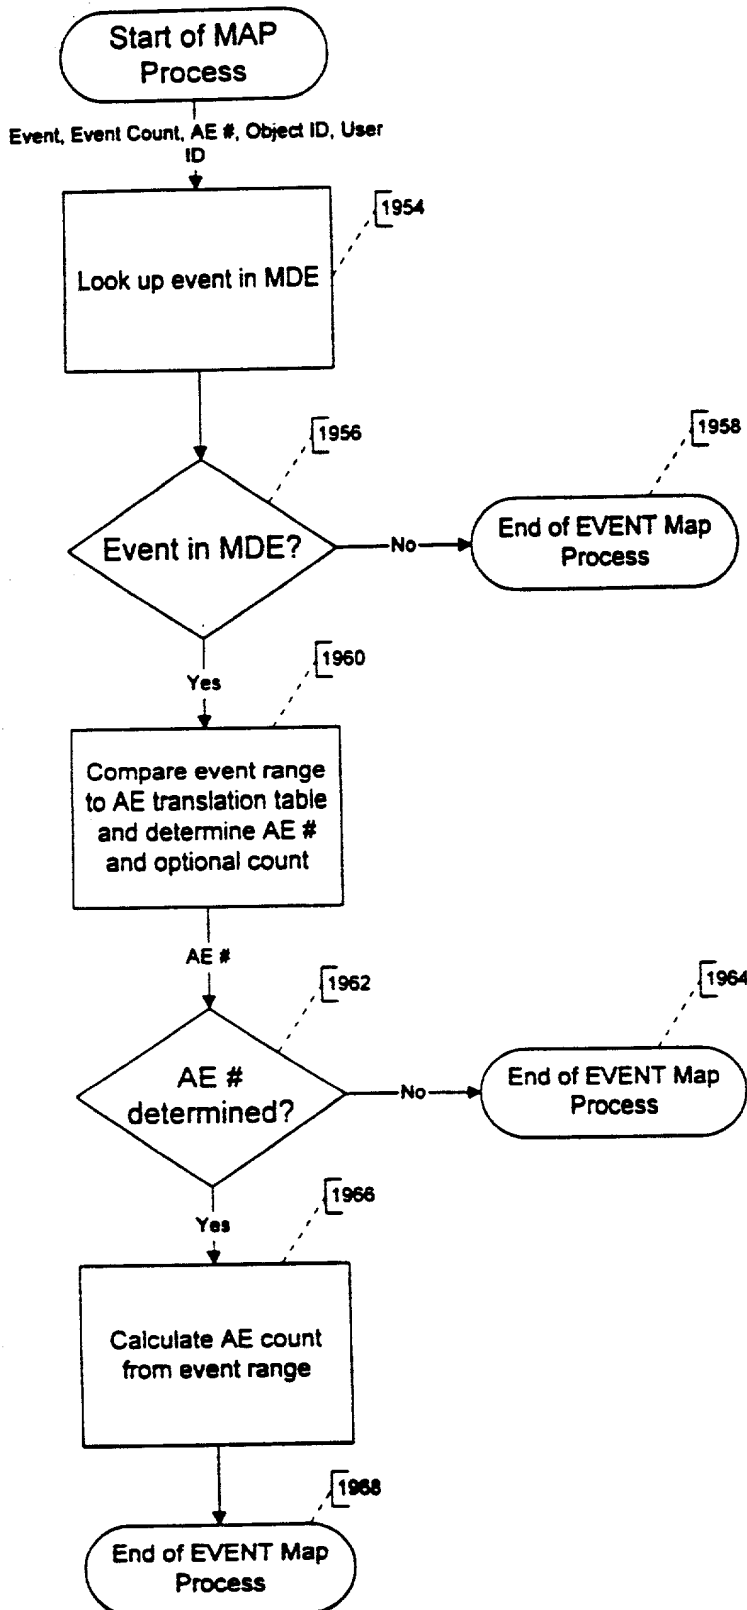 Start of MAP
Process
Event, Event Count, AE #, Object ID, User
ID
1954
Look up event in MDE
1956
1958
Event in MDE?
No
End of EVENT Map
Process
1960
Yes
Compare event range
to AE translation table
and determine AE #
and optional count
AE #
1962
1964
AE #
determined?
No
End of EVENT Map
Process
1966
Yes
Calculate AE count
from event range
1968
End of EVENT Map
Process